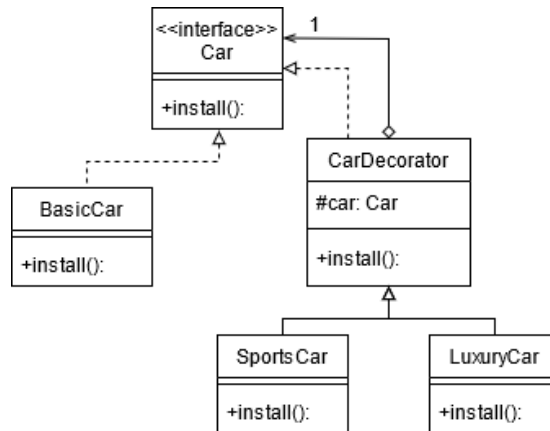 <<interface>>
Car
+install():
1
CarDecorator
#car: Car
+install():
BasicCar
+install():
SportsCar
+install():
LuxuryCar
+install():